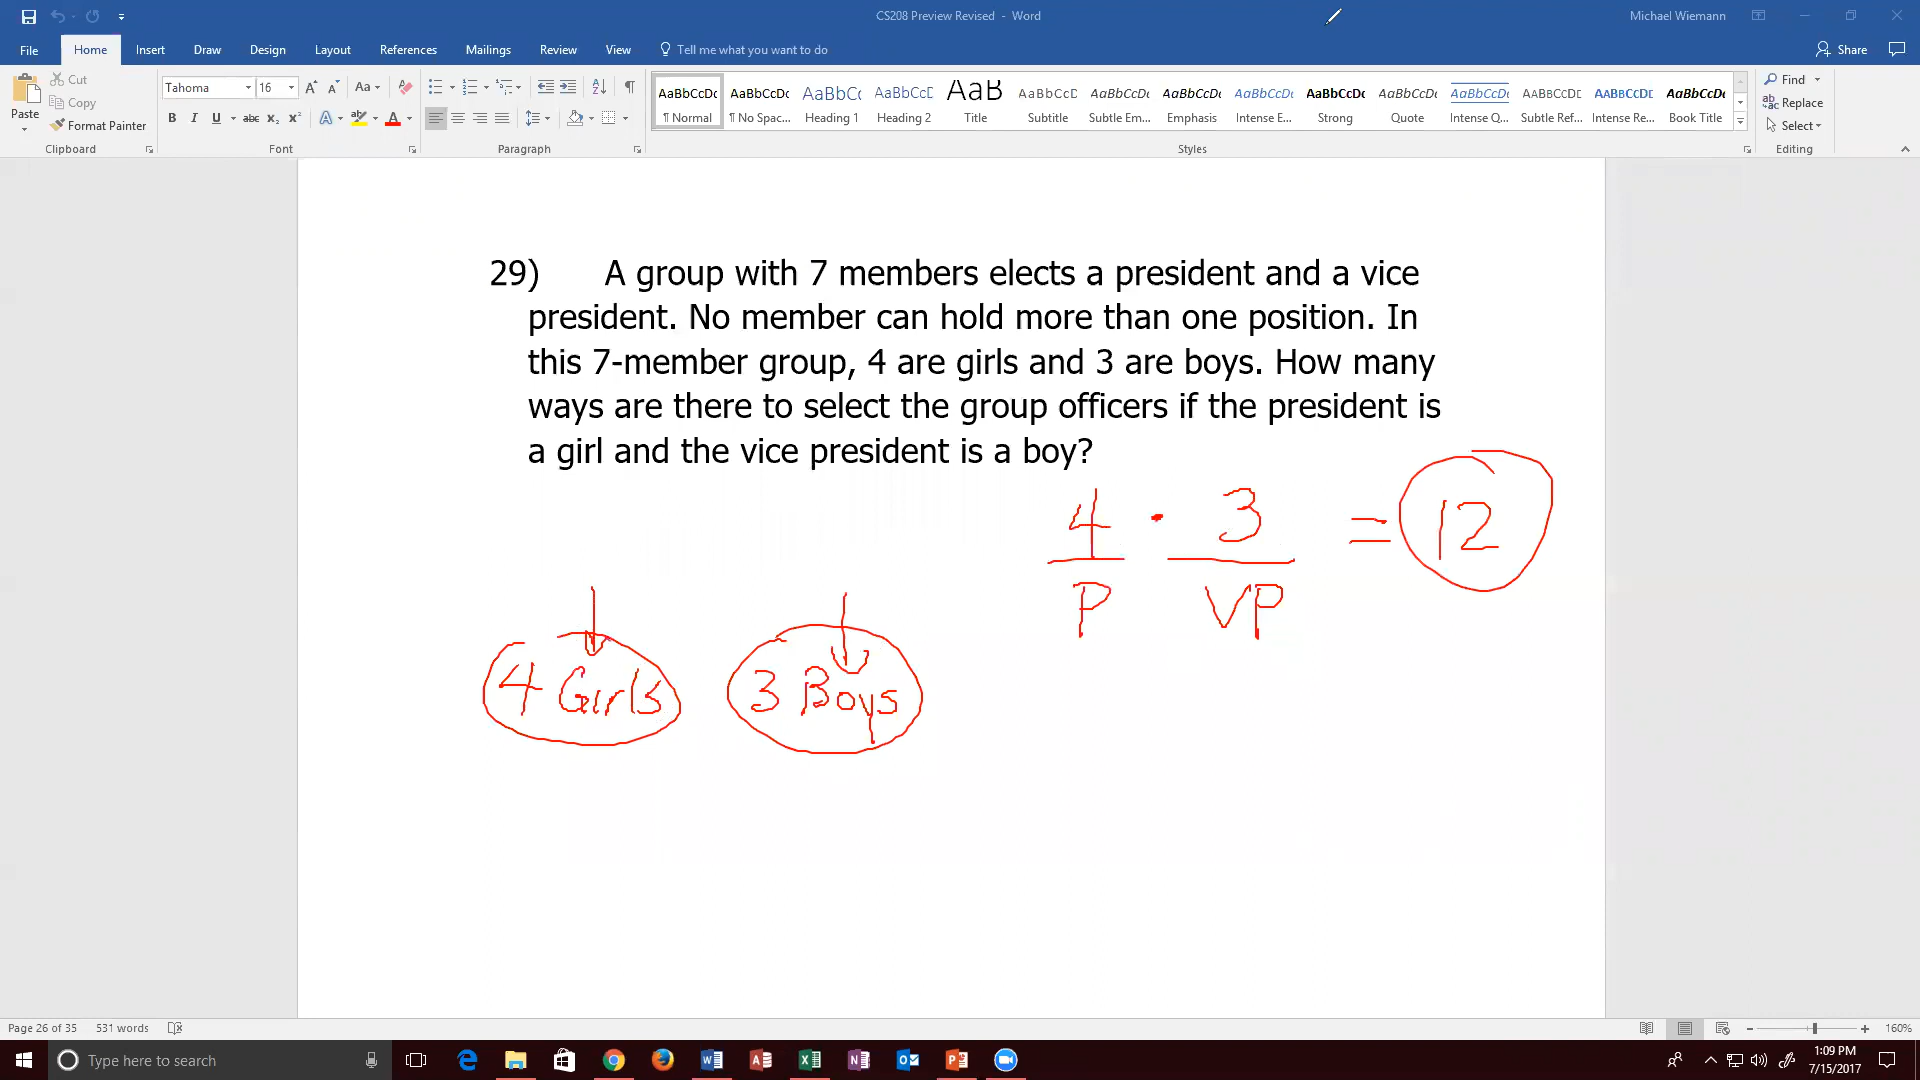 CS208 Preview Revised - Word
Michael Wiemann
File Home Insert Draw Design Layout References Mailings Review View Tell me what you want to do Share
Paste
Cut
Copy
Format Painter
Tahoma 16
AaBbCcDc AaBbCcDc AaBbCc AaBbCcD AaB AaBbCcD AaBbCcDc AaBbCcDc AaBbCcDc AaBbCcDc AaBbCcDc AaBbCcDc AABBCCDD AABBCCDD AaBbCcDc
¶ Normal ¶ No Spac... Heading 1 Heading 2 Title Subtitle Subtle Em... Emphasis Intense E... Strong Quote Intense Q... Subtle Ref... Intense Re... Book Title
Find
Replace
Select
Clipboard Font Paragraph Styles Editing
29) A group with 7 members elects a president and a vice
president. No member can hold more than one position. In
this 7-member group, 4 are girls and 3 are boys. How many
ways are there to select the group officers if the president is
a girl and the vice president is a boy?
4 · 3 = 12
P VP
4 Girls 3 Boys
Page 26 of 35 531 words 160%
Type here to search
1:09 PM
7/15/2017